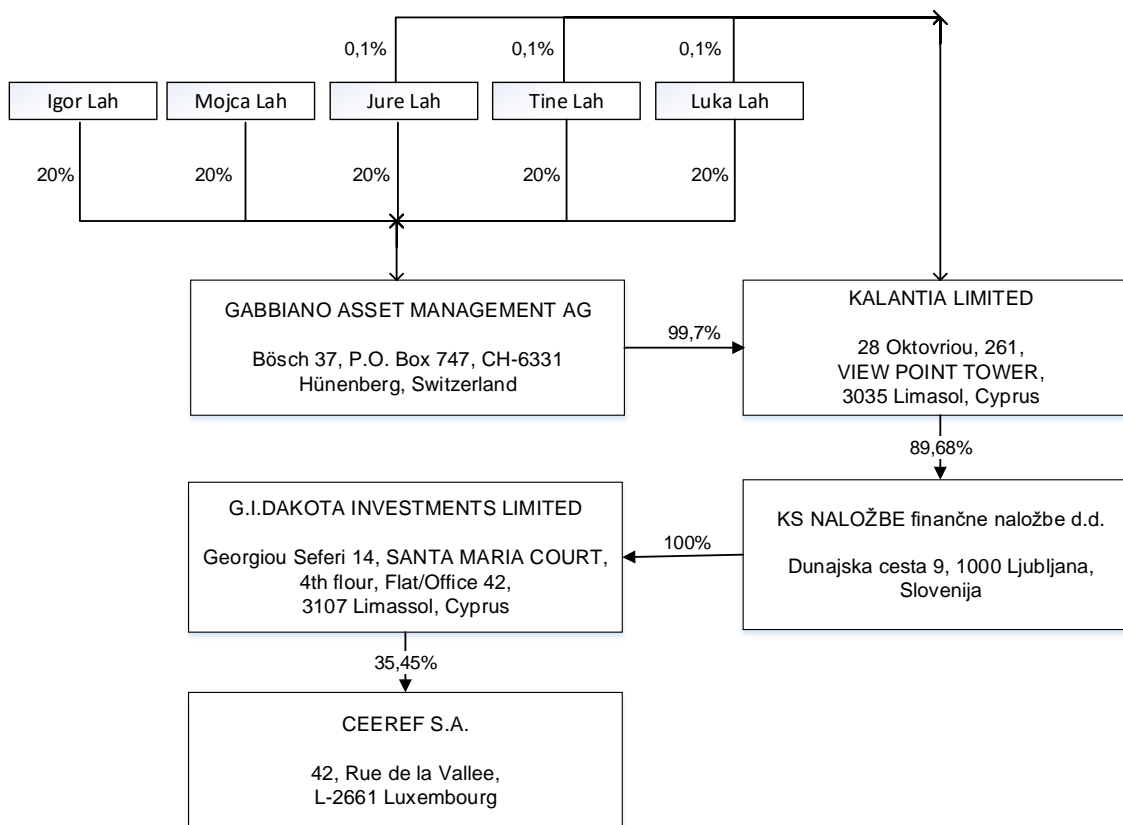 0,1%
0,1%
0,1%
Igor Lah
Mojca Lah
Jure Lah
Tine Lah
Luka Lah
20%
20%
20%
20%
20%
GABBIANO ASSET MANAGEMENT AG
Bösch 37, P.O. Box 747, CH-6331
Hünenberg, Switzerland
99,7%
KALANTIA LIMITED
28 Oktovriou, 261,
VIEW POINT TOWER,
3035 Limasol, Cyprus
89,68%
G.I.DAKOTA INVESTMENTS LIMITED
Georgiou Seferi 14, SANTA MARIA COURT,
4th flour, Flat/Office 42,
3107 Limassol, Cyprus
100%
KS NALOŽBE finančne naložbe d.d.
Dunajska cesta 9, 1000 Ljubljana,
Slovenija
35,45%
CEEREF S.A.
42, Rue de la Vallee,
L-2661 Luxembourg